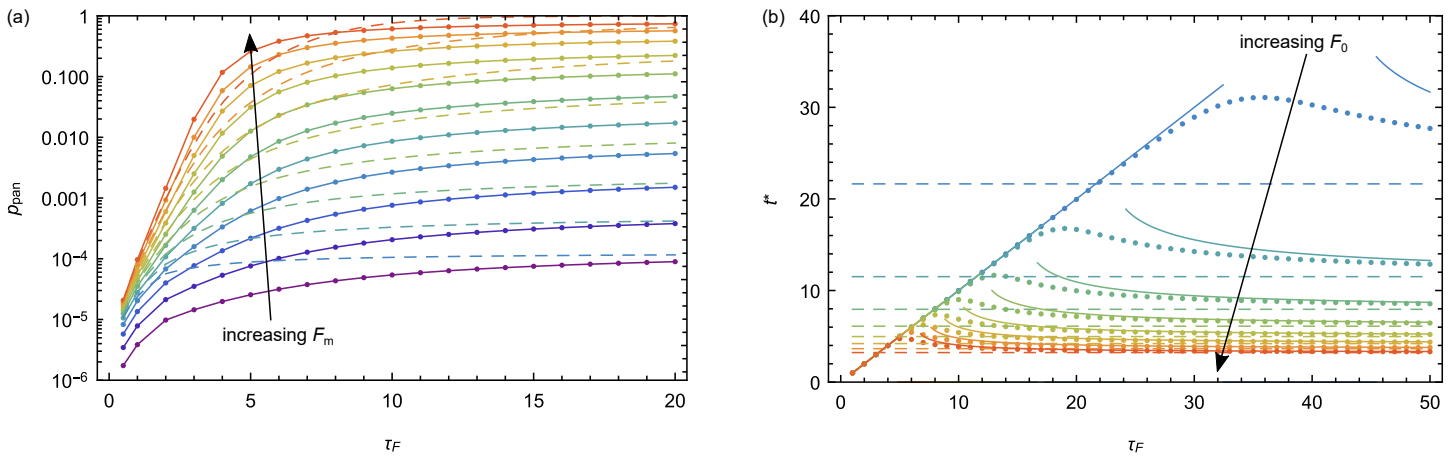 (a)
1
0.100
0.010
0.001
10⁻⁴
10⁻⁵
10⁻⁶
p_pan
increasing F_m
0 5 10 15 20
τ_F
(b)
40
30
20
10
0
t*
increasing F_0
0 10 20 30 40 50
τ_F